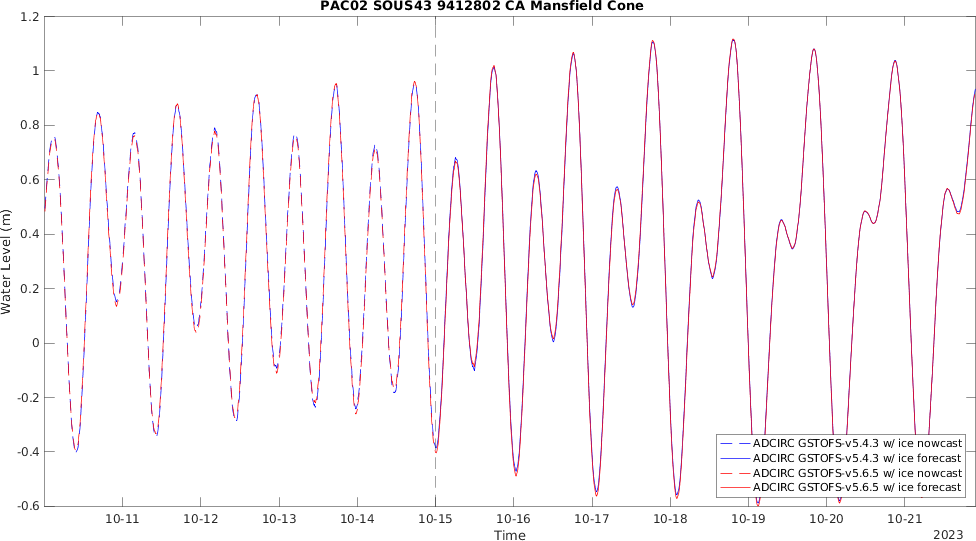 PAC02 SOUS43 9412802 CA Mansfield Cone
1.2
1
0.8
0.6
0.4
0.2
0
-0.2
-0.4
-0.6
Water Level (m)
ADCIRC GSTOFS-v5.4.3 w/ ice nowcast
ADCIRC GSTOFS-v5.4.3 w/ ice forecast
ADCIRC GSTOFS-v5.6.5 w/ ice nowcast
ADCIRC GSTOFS-v5.6.5 w/ ice forecast
10-11 10-12 10-13 10-14 10-15 10-16 10-17 10-18 10-19 10-20 10-21
Time
2023